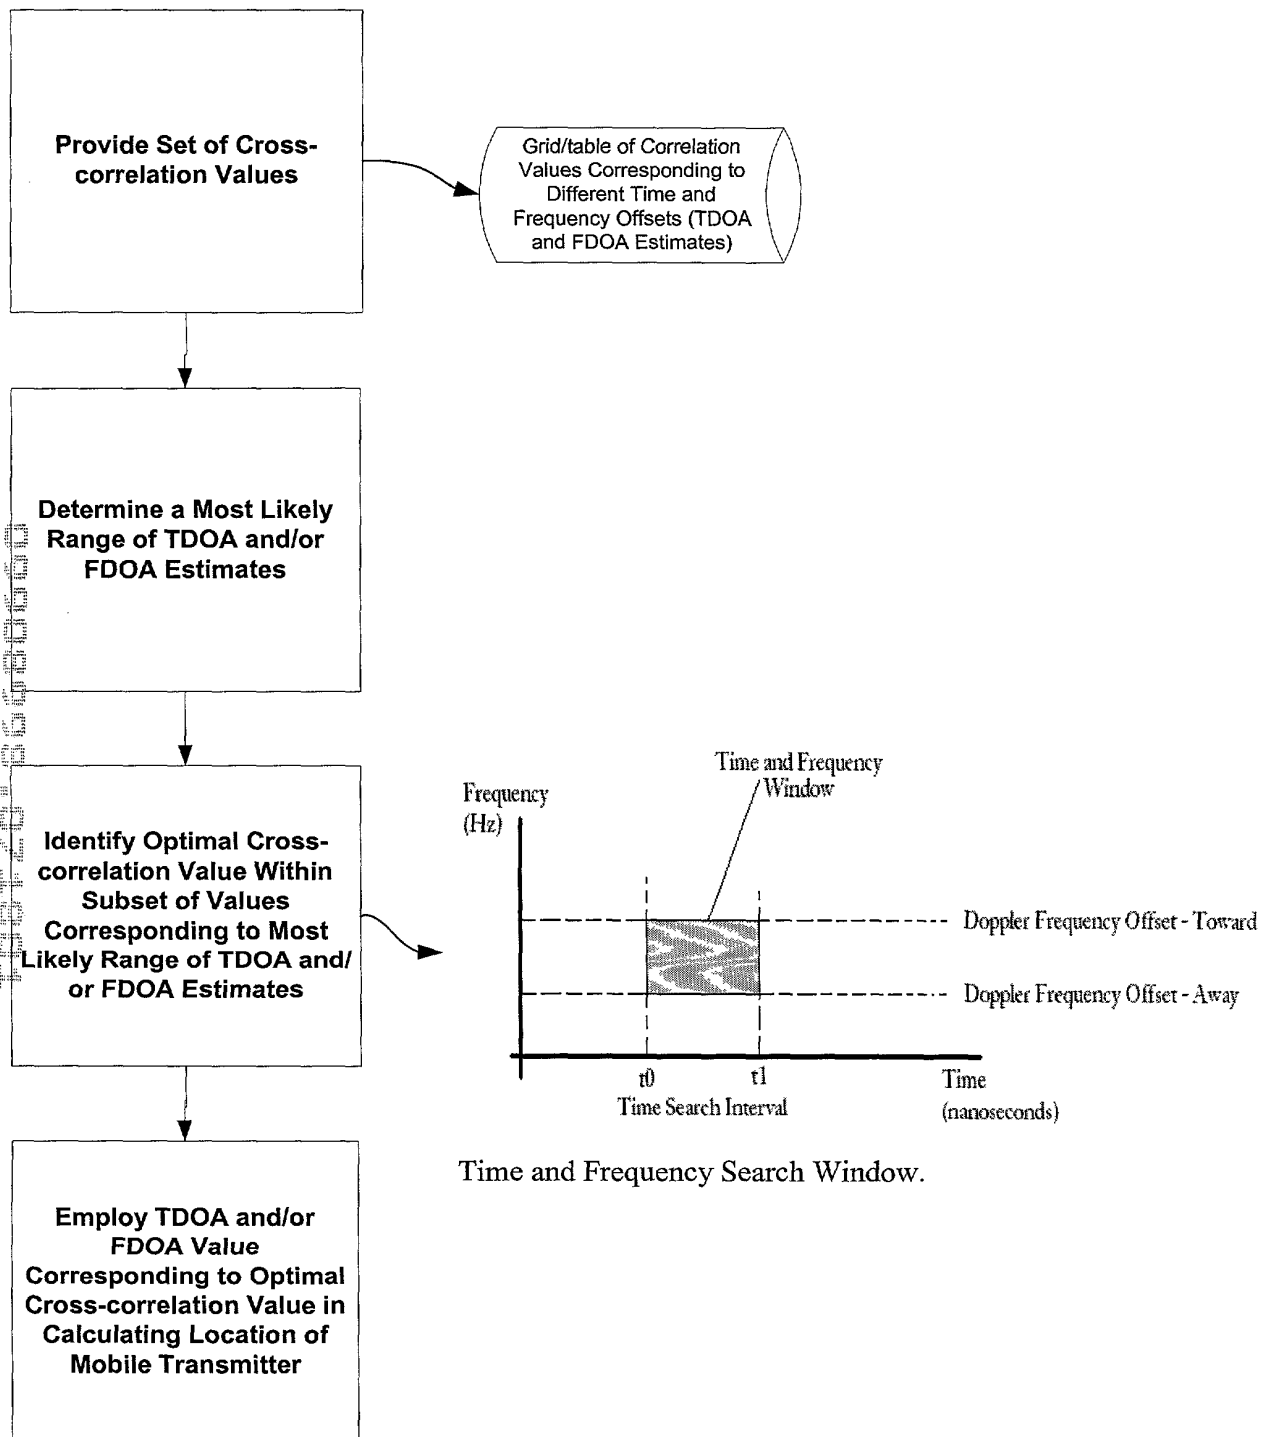 Provide Set of Cross-
correlation Values
Grid/table of Correlation
Values Corresponding to
Different Time and
Frequency Offsets (TDOA
and FDOA Estimates)
Determine a Most Likely
Range of TDOA and/or
FDOA Estimates
Identify Optimal Cross-
correlation Value Within
Subset of Values
Corresponding to Most
Likely Range of TDOA and/
or FDOA Estimates
Time and Frequency
Window
Frequency
(Hz)
Doppler Frequency Offset - Toward
Doppler Frequency Offset - Away
t0
t1
Time
Time Search Interval
(nanoseconds)
Time and Frequency Search Window.
Employ TDOA and/or
FDOA Value
Corresponding to Optimal
Cross-correlation Value in
Calculating Location of
Mobile Transmitter